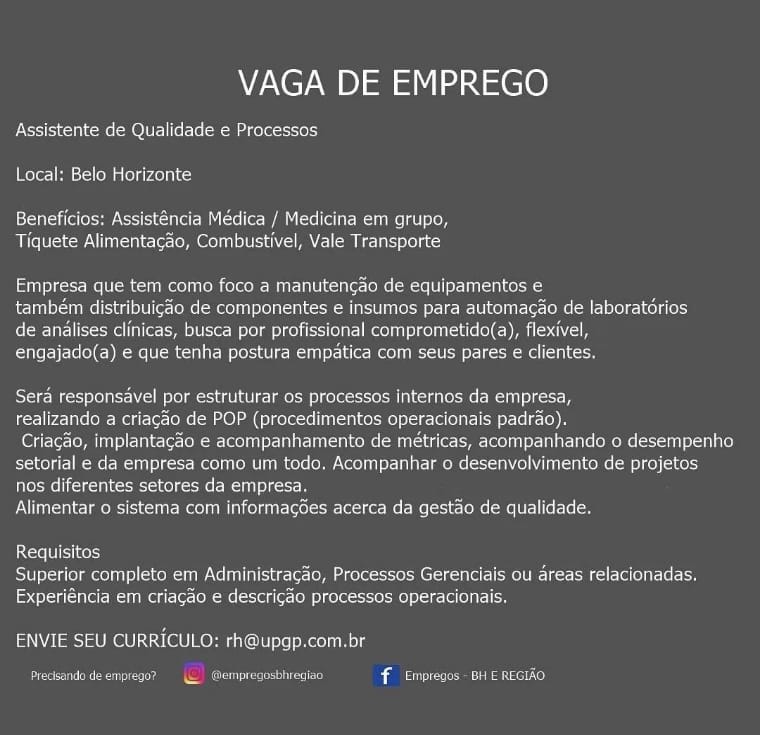 VAGA DE EMPREGO
Assistente de Qualidade e Processos
Local: Belo Horizonte
Benefícios: Assistência Médica / Medicina em grupo,
Tíquete Alimentação, Combustível, Vale Transporte
Empresa que tem como foco a manutenção de equipamentos e
também distribuição de componentes e insumos para automação de laboratórios
de análises clínicas, busca por profissional comprometido(a), flexível,
engajado(a) e que tenha postura empática com seus pares e clientes.
Será responsável por estruturar os processos internos da empresa,
realizando a criação de POP (procedimentos operacionais padrão).
Criação, implantação e acompanhamento de métricas, acompanhando o desempenho
setorial e da empresa como um todo. Acompanhar o desenvolvimento de projetos
nos diferentes setores da empresa.
Alimentar o sistema com informações acerca da gestão de qualidade.
Requisitos
Superior completo em Administração, Processos Gerenciais ou áreas relacionadas.
Experiência em criação e descrição processos operacionais.
ENVIE SEU CURRÍCULO: rh@upgp.com.br
Precisando de emprego? @empregosbhregiao f Empregos - BH E REGIÃO